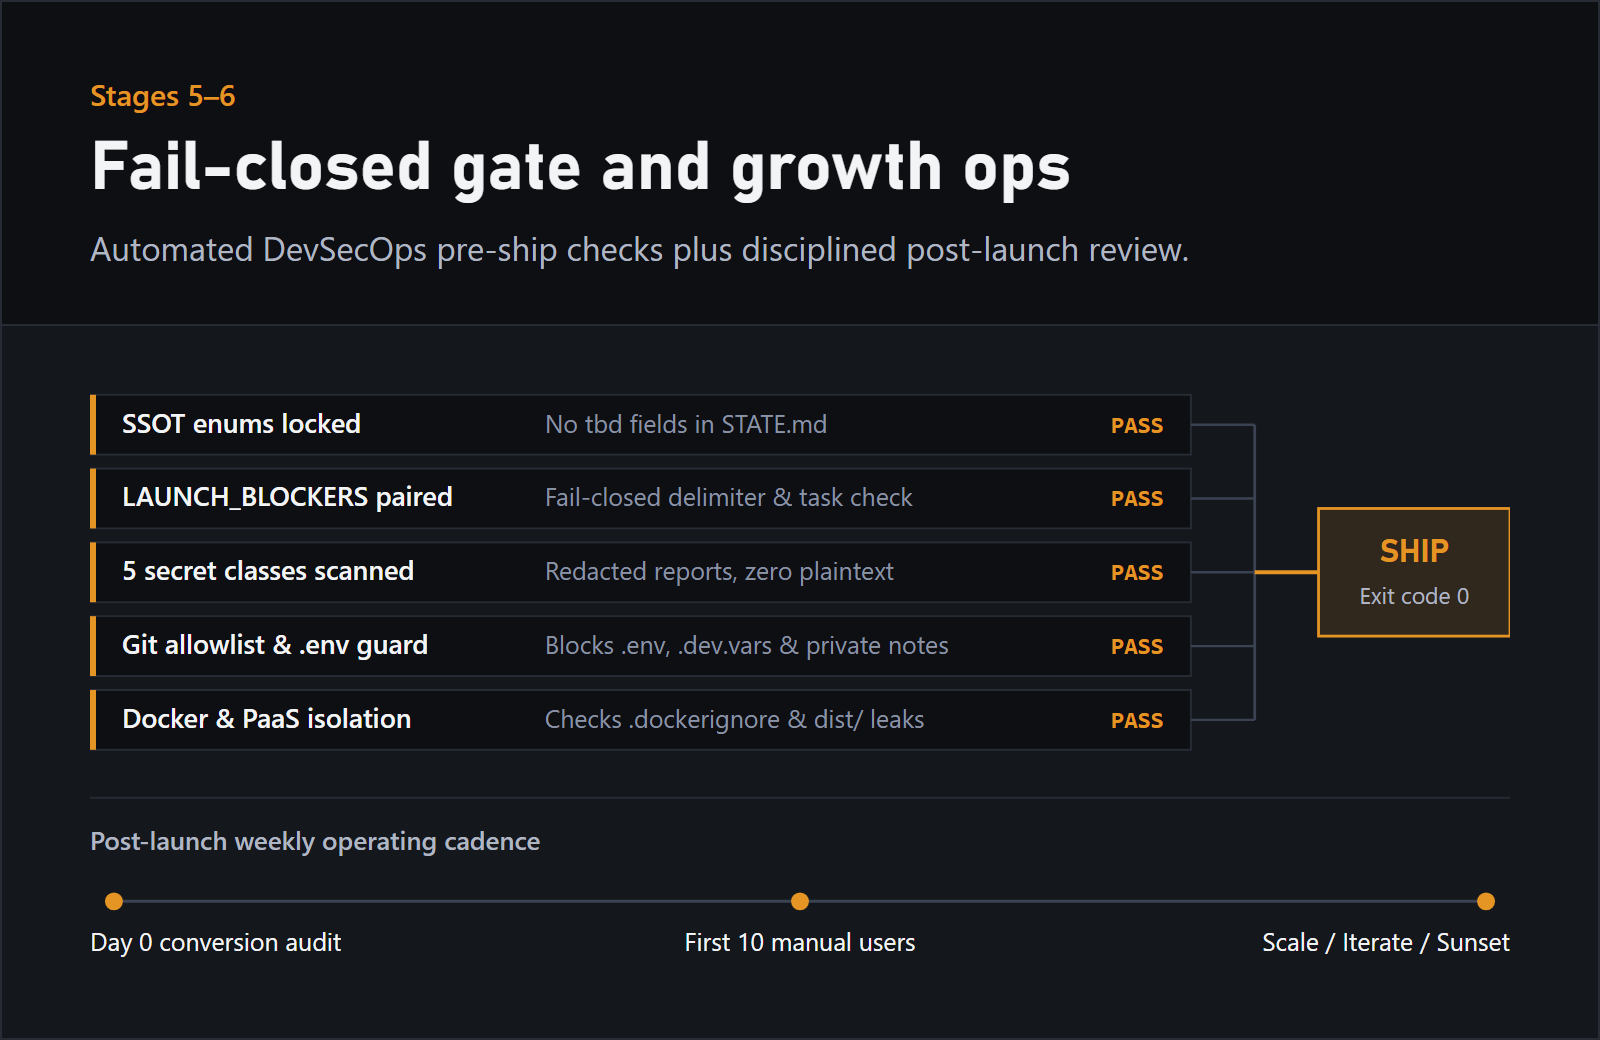 Stages 5–6
Fail-closed gate and growth ops
Automated DevSecOps pre-ship checks plus disciplined post-launch review.
SSOT enums locked No tbd fields in STATE.md PASS
LAUNCH_BLOCKERS paired Fail-closed delimiter & task check PASS
5 secret classes scanned Redacted reports, zero plaintext PASS
Git allowlist & .env guard Blocks .env, .dev.vars & private notes PASS
Docker & PaaS isolation Checks .dockerignore & dist/ leaks PASS
SHIP
Exit code 0
Post-launch weekly operating cadence
Day 0 conversion audit First 10 manual users Scale / Iterate / Sunset